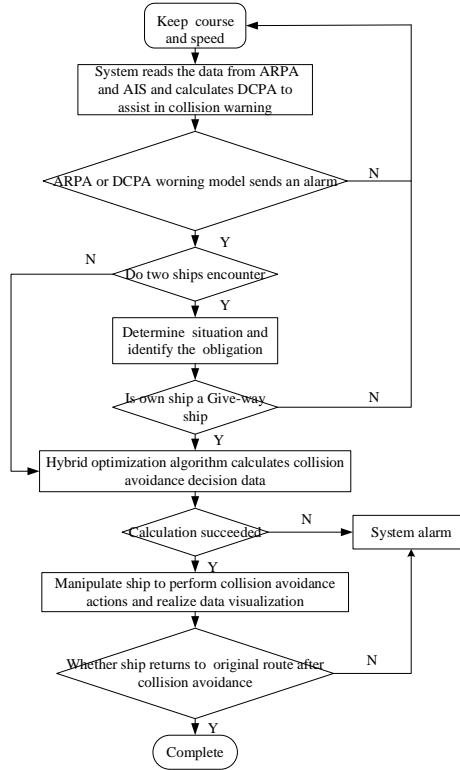 Keep course
and speed
System reads the data from ARPA
and AIS and calculates DCPA to
assist in collision warning
ARPA or DCPA worning model sends an alarm
N
Y
N
Do two ships encounter
Y
Determine situation and
identify the obligation
Is own ship a Give-way
ship
N
Y
Hybrid optimization algorithm calculates collision
avoidance decision data
Calculation succeeded
N
System alarm
Y
Manipulate ship to perform collision avoidance
actions and realize data visualization
Whether ship returns to original route after
collision avoidance
N
Y
Complete